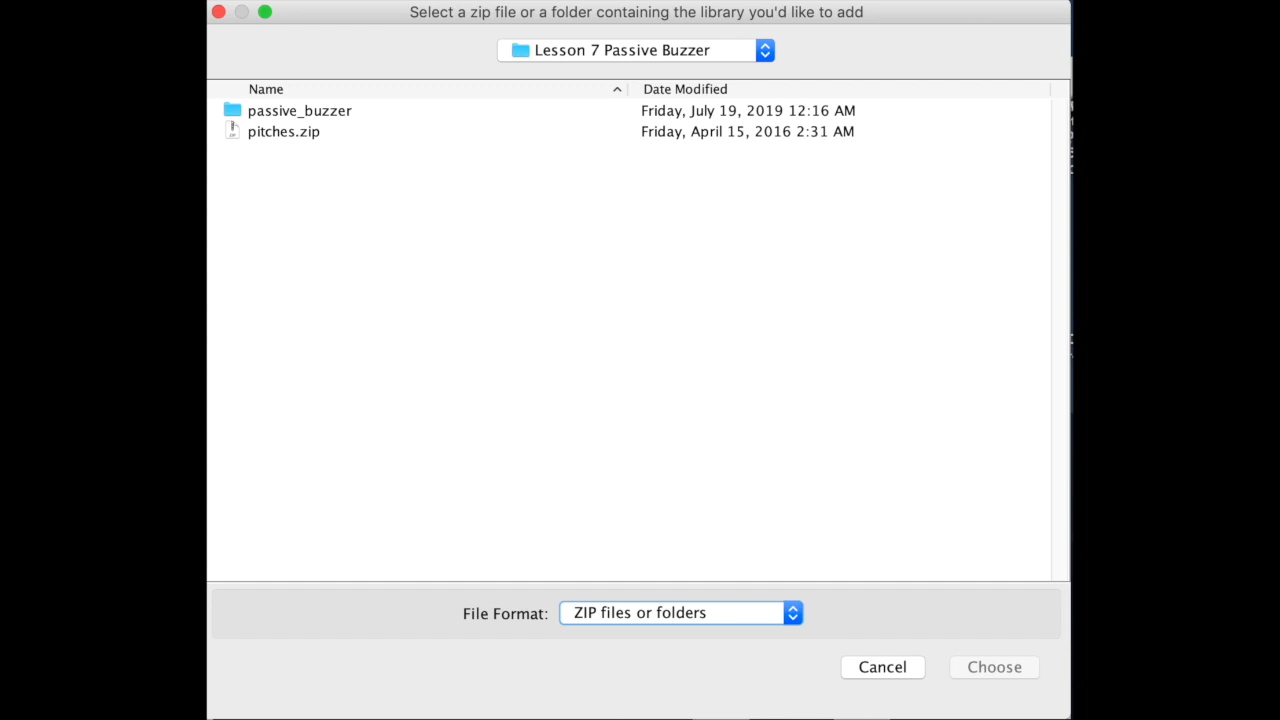 Select a zip file or a folder containing the library you'd like to add
Lesson 7 Passive Buzzer
Name Date Modified
passive_buzzer Friday, July 19, 2019 12:16 AM
pitches.zip Friday, April 15, 2016 2:31 AM
File Format: ZIP files or folders
Cancel Choose